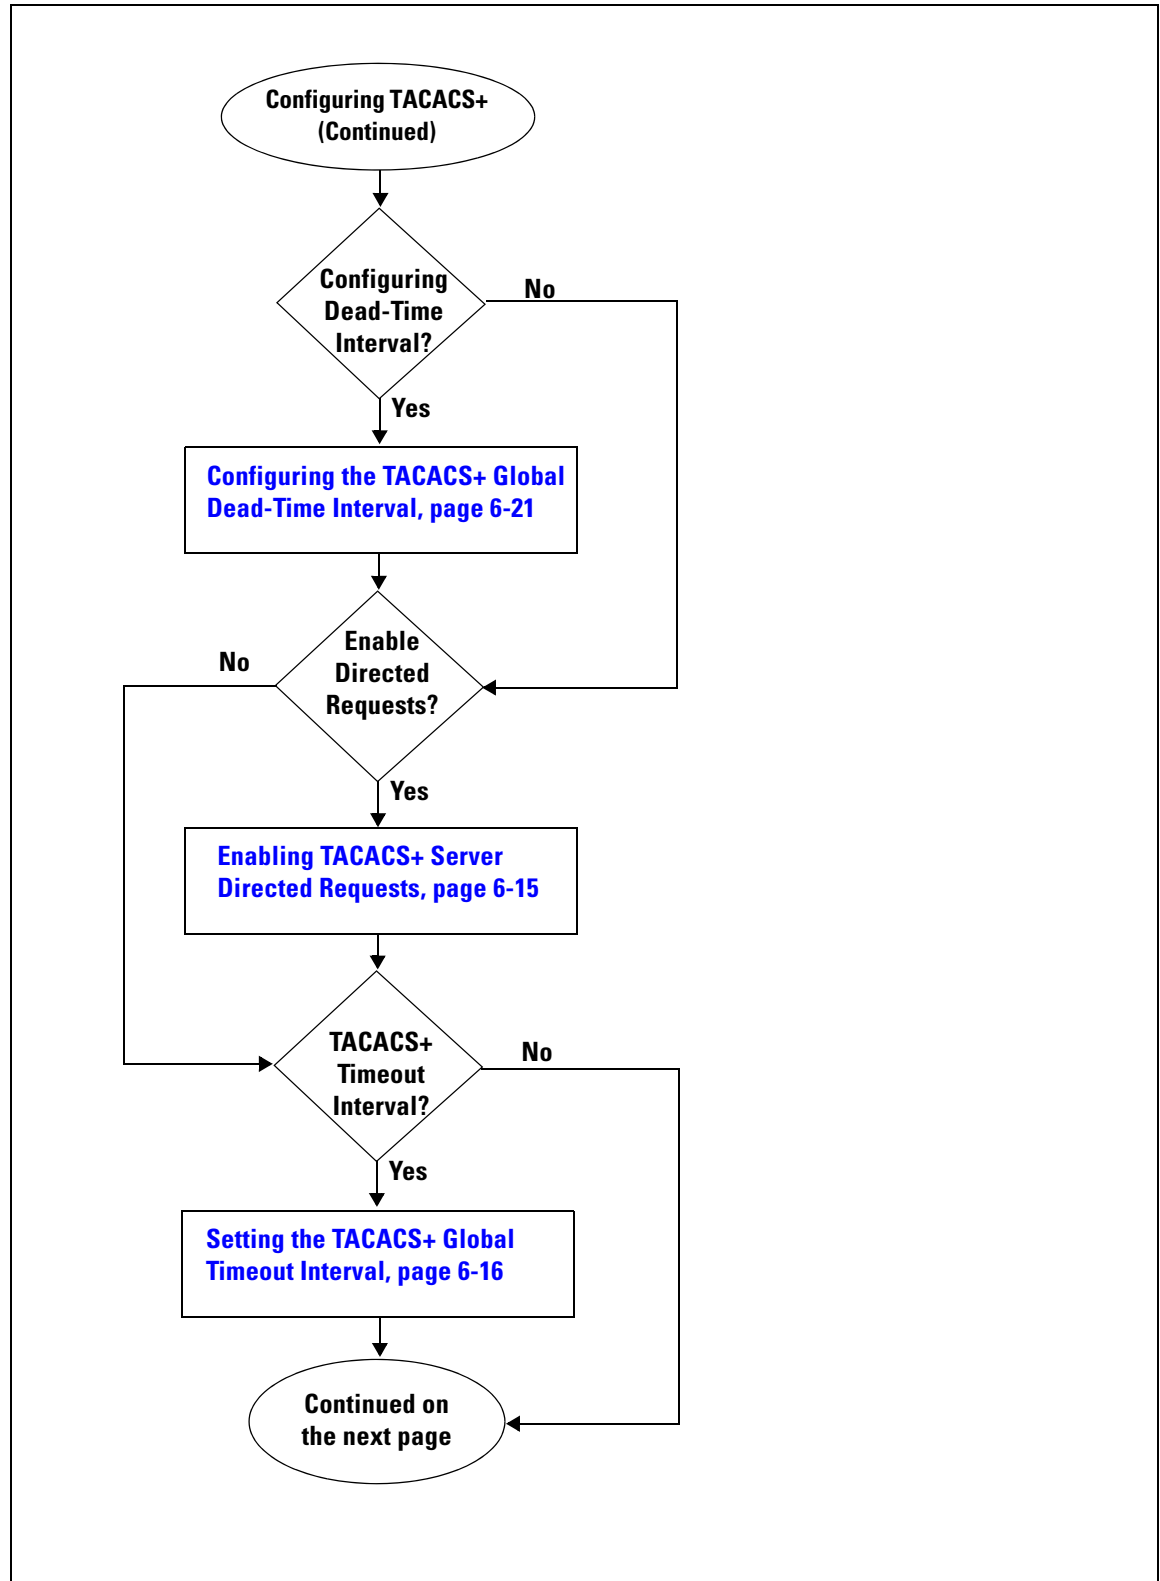 Configuring TACACS+
(Continued)
Configuring
Dead-Time
Interval?
No
Yes
Configuring the TACACS+ Global
Dead-Time Interval, page 6-21
Enable
Directed
Requests?
No
Yes
Enabling TACACS+ Server
Directed Requests, page 6-15
TACACS+
Timeout
Interval?
No
Yes
Setting the TACACS+ Global
Timeout Interval, page 6-16
Continued on
the next page